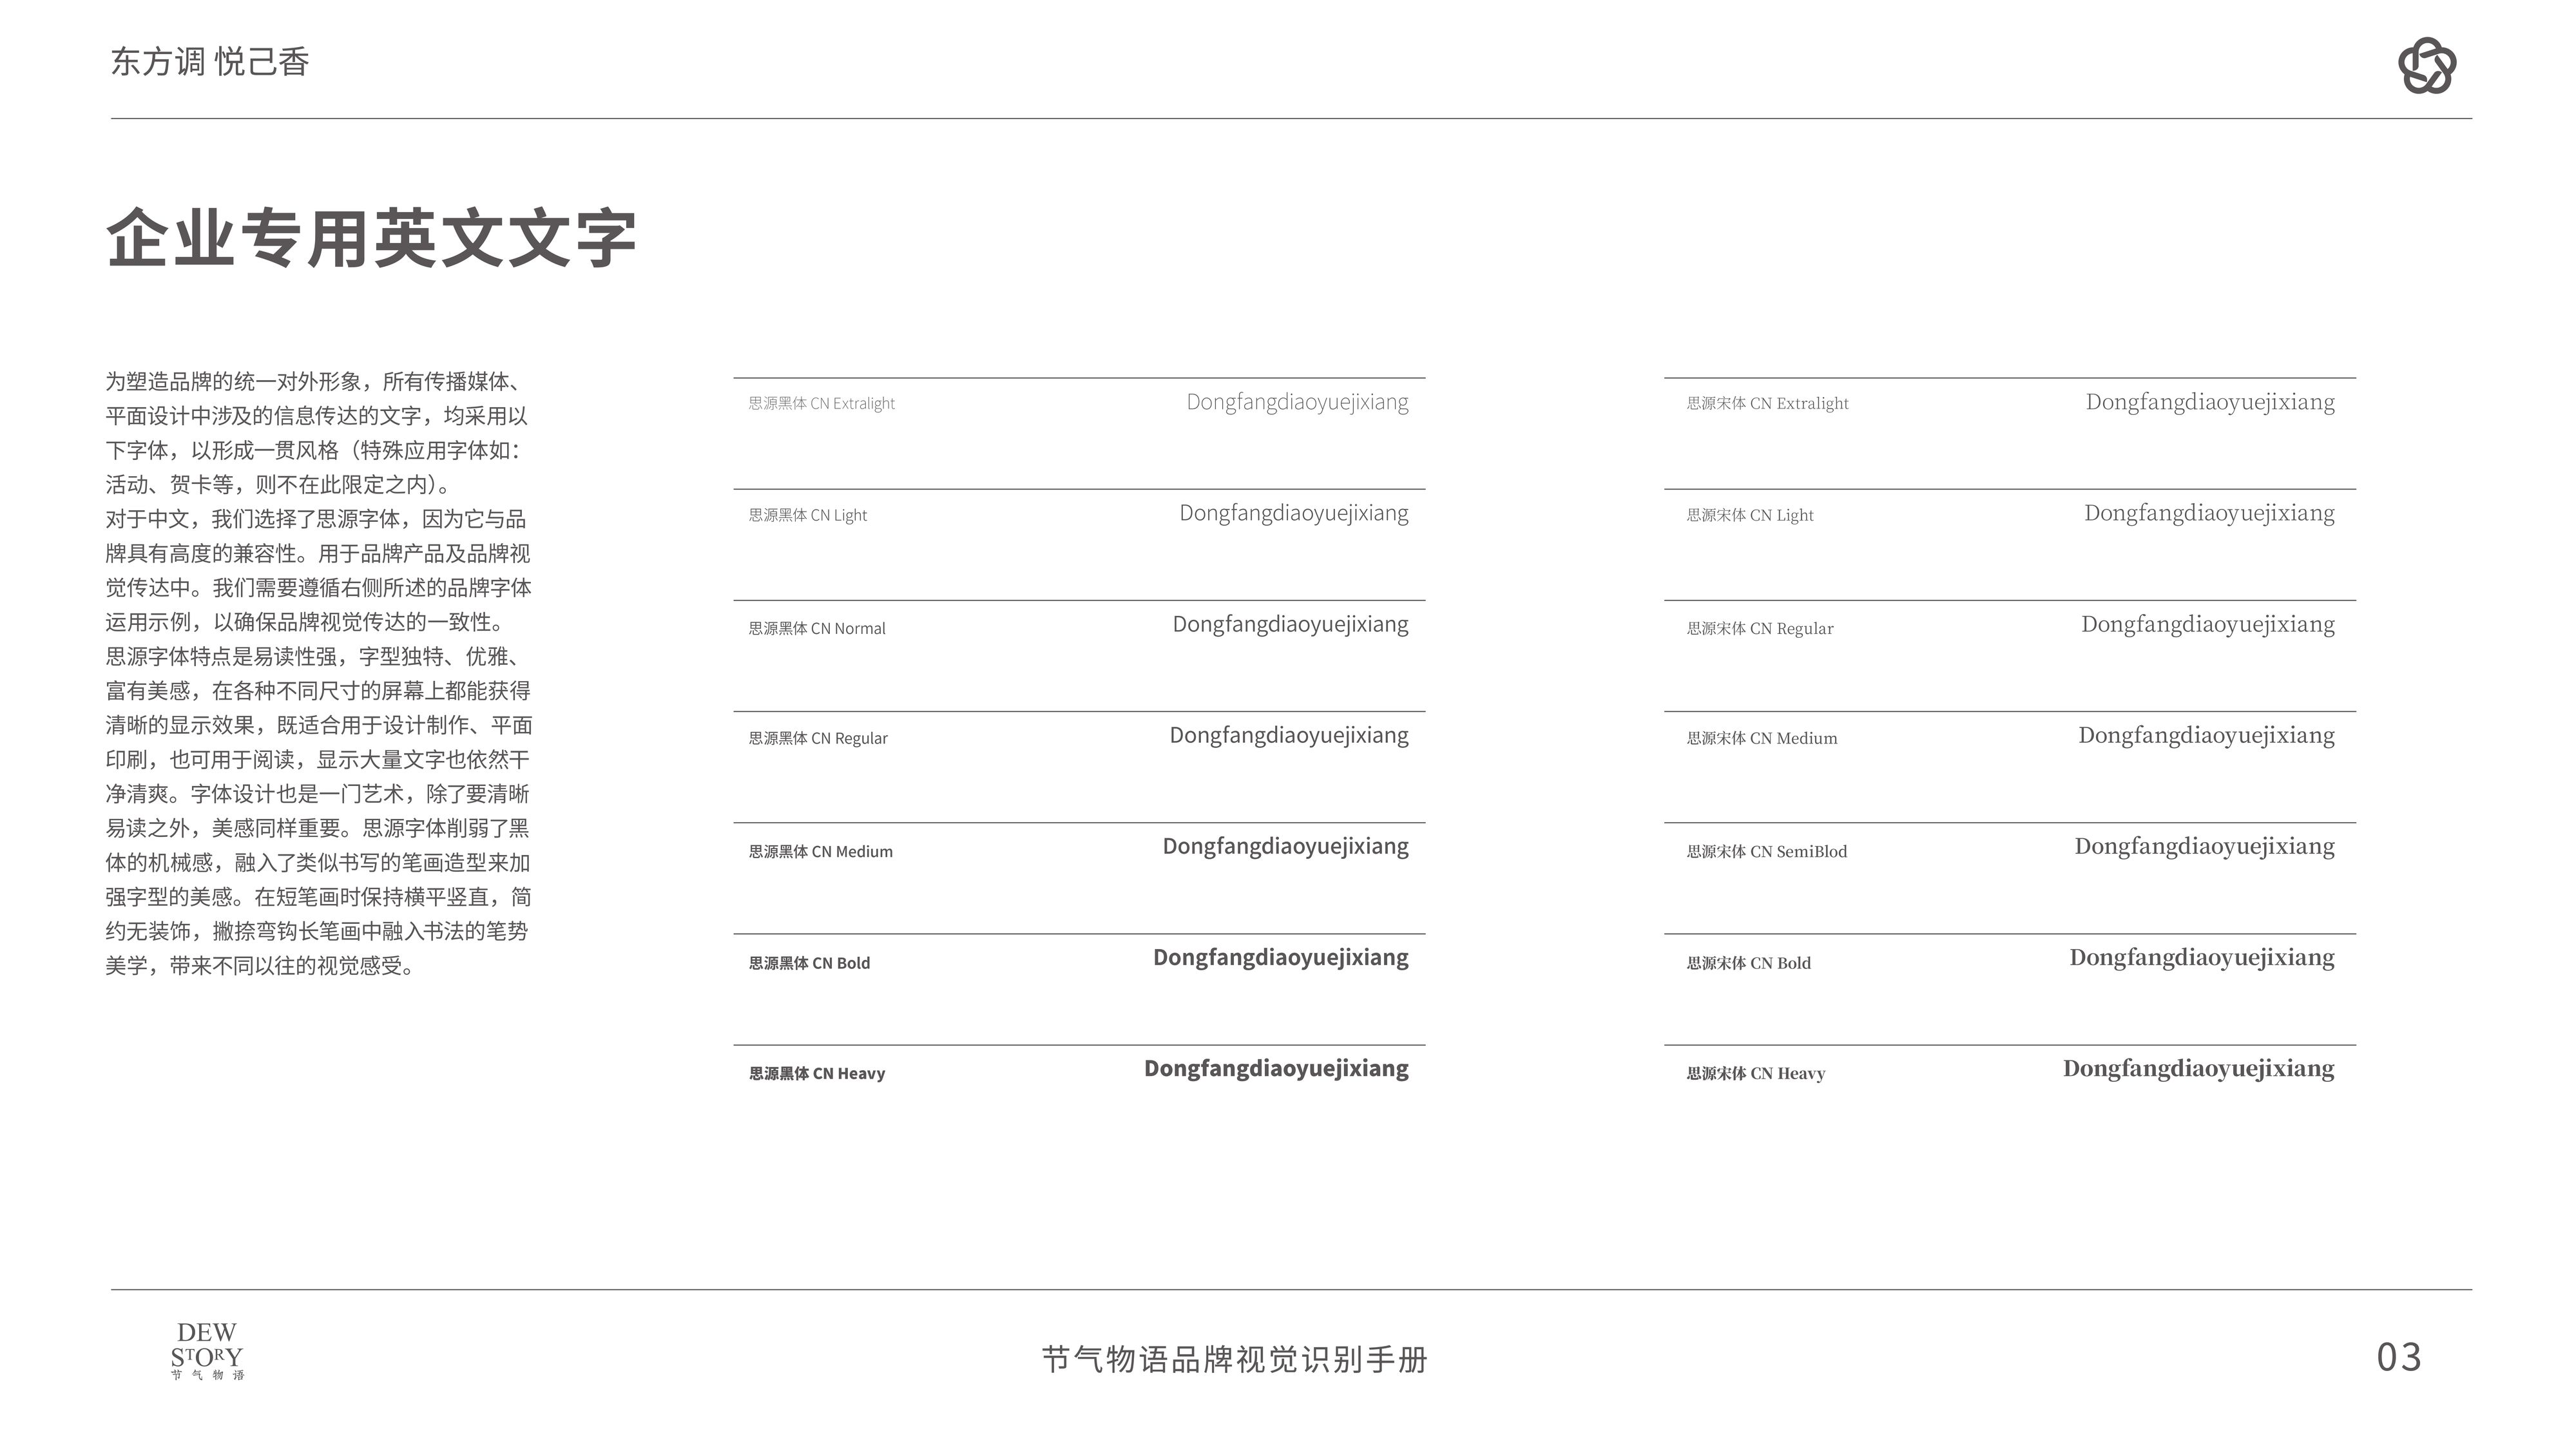 东方调 悦己香
企业专用英文文字
为塑造品牌的统一对外形象，所有传播媒体、
平面设计中涉及的信息传达的文字，均采用以
下字体，以形成一贯风格（特殊应用字体如：
活动、贺卡等，则不在此限定之内）。
对于中文，我们选择了思源字体，因为它与品
牌具有高度的兼容性。用于品牌产品及品牌视
觉传达中。我们需要遵循右侧所述的品牌字体
运用示例，以确保品牌视觉传达的一致性。
思源字体特点是易读性强，字型独特、优雅、
富有美感，在各种不同尺寸的屏幕上都能获得
清晰的显示效果，既适合用于设计制作、平面
印刷，也可用于阅读，显示大量文字也依然干
净清爽。字体设计也是一门艺术，除了要清晰
易读之外，美感同样重要。思源字体削弱了黑
体的机械感，融入了类似书写的笔画造型来加
强字型的美感。在短笔画时保持横平竖直，简
约无装饰，撇捺弯钩长笔画中融入书法的笔势
美学，带来不同以往的视觉感受。
思源黑体 CN Extralight Dongfangdiaoyuejixiang
思源黑体 CN Light Dongfangdiaoyuejixiang
思源黑体 CN Normal Dongfangdiaoyuejixiang
思源黑体 CN Regular Dongfangdiaoyuejixiang
思源黑体 CN Medium Dongfangdiaoyuejixiang
思源黑体 CN Bold Dongfangdiaoyuejixiang
思源黑体 CN Heavy Dongfangdiaoyuejixiang
思源宋体 CN Extralight Dongfangdiaoyuejixiang
思源宋体 CN Light Dongfangdiaoyuejixiang
思源宋体 CN Regular Dongfangdiaoyuejixiang
思源宋体 CN Medium Dongfangdiaoyuejixiang
思源宋体 CN SemiBlod Dongfangdiaoyuejixiang
思源宋体 CN Bold Dongfangdiaoyuejixiang
思源宋体 CN Heavy Dongfangdiaoyuejixiang
DEW
STORY
节气物语
节气物语品牌视觉识别手册
03